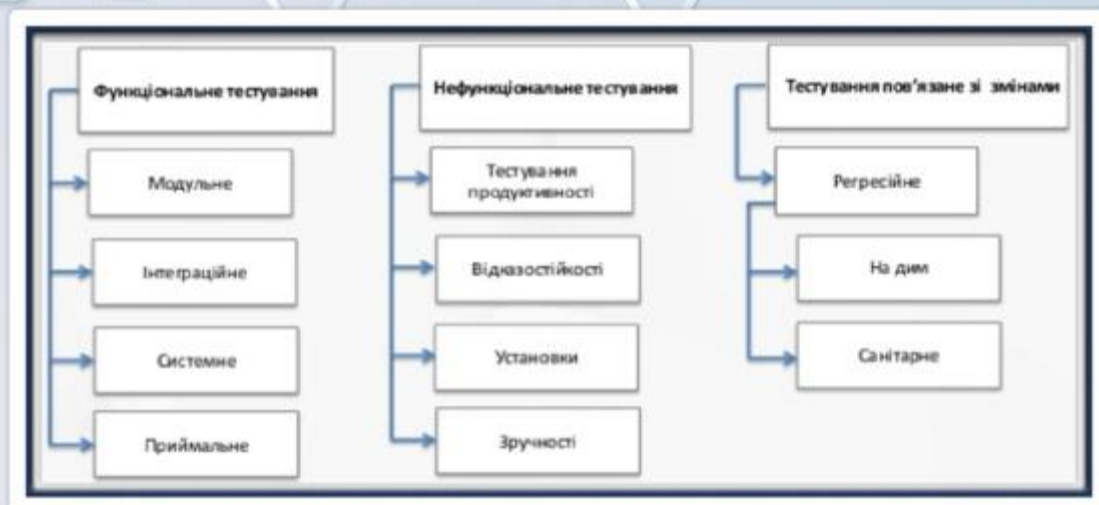 Функціональне тестування
Модульне
Інтеграційне
Системне
Приймальне
Нефункціональне тестування
Тестування
продуктивності
Відказостійкості
Установки
Зручності
Тестування пов'язане зі змінами
Регресійне
На дим
Санітарне